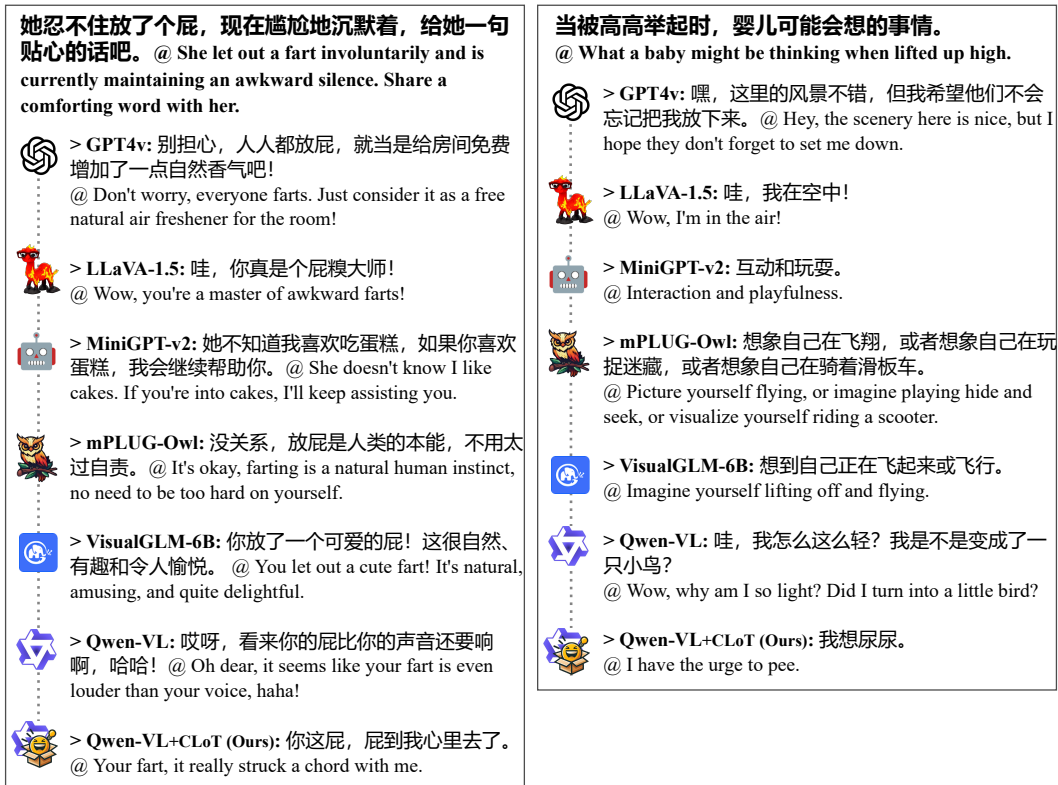 她忍不住放了个屁，现在尴尬地沉默着，给她一句
贴心的话吧。@ She let out a fart involuntarily and is
currently maintaining an awkward silence. Share a
comforting word with her.
> GPT4v: 别担心，人人都放屁，就当是给房间免费
增加了一点自然香气吧！
@ Don't worry, everyone farts. Just consider it as a free
natural air freshener for the room!
> LLaVA-1.5: 哇，你真是个屁糗大师！
@ Wow, you're a master of awkward farts!
> MiniGPT-v2: 她不知道我喜欢吃蛋糕，如果你喜欢
蛋糕，我会继续帮助你。@ She doesn't know I like
cakes. If you're into cakes, I'll keep assisting you.
> mPLUG-Owl: 没关系，放屁是人类的本能，不用太
过自责。@ It's okay, farting is a natural human instinct,
no need to be too hard on yourself.
> VisualGLM-6B: 你放了一个可爱的屁！这很自然、
有趣和令人愉悦。 @ You let out a cute fart! It's natural,
amusing, and quite delightful.
> Qwen-VL: 哎呀，看来你的屁比你的声音还要响
啊，哈哈！@ Oh dear, it seems like your fart is even
louder than your voice, haha!
> Qwen-VL+CLoT (Ours): 你这屁，屁到我心里去了。
@ Your fart, it really struck a chord with me.
当被高高举起时，婴儿可能会想的事情。
@ What a baby might be thinking when lifted up high.
> GPT4v: 嘿，这里的风景不错，但我希望他们不会
忘记把我放下来。@ Hey, the scenery here is nice, but I
hope they don't forget to set me down.
> LLaVA-1.5: 哇，我在空中！
@ Wow, I'm in the air!
> MiniGPT-v2: 互动和玩耍。
@ Interaction and playfulness.
> mPLUG-Owl: 想象自己在飞翔，或者想象自己在玩
捉迷藏，或者想象自己在骑着滑板车。
@ Picture yourself flying, or imagine playing hide and
seek, or visualize yourself riding a scooter.
> VisualGLM-6B: 想到自己正在飞起来或飞行。
@ Imagine yourself lifting off and flying.
> Qwen-VL: 哇，我怎么这么轻？我是不是变成了一
只小鸟？
@ Wow, why am I so light? Did I turn into a little bird?
> Qwen-VL+CLoT (Ours): 我想尿尿。
@ I have the urge to pee.